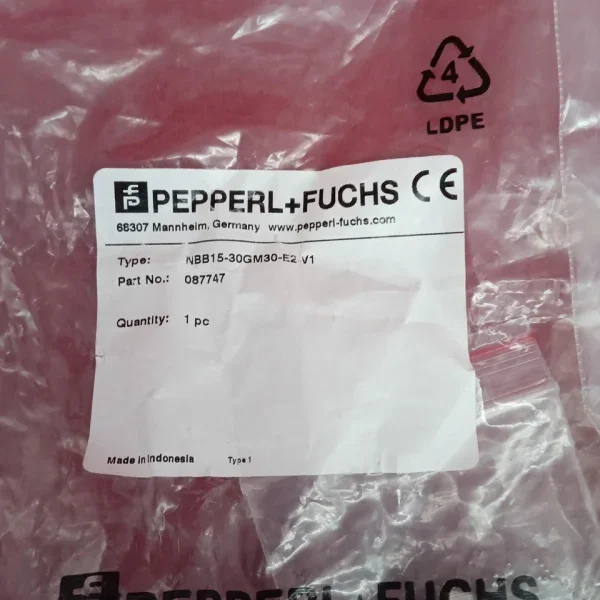 4
LDPE
PEPPERL+FUCHS CE
68307 Mannheim, Germany www.pepperl-fuchs.com
Type: NBB15-30GM30-E2-V1
Part No.: 087747
Quantity: 1 pc
Made in Indonesia Type 1
PEPPERL+FUCHS